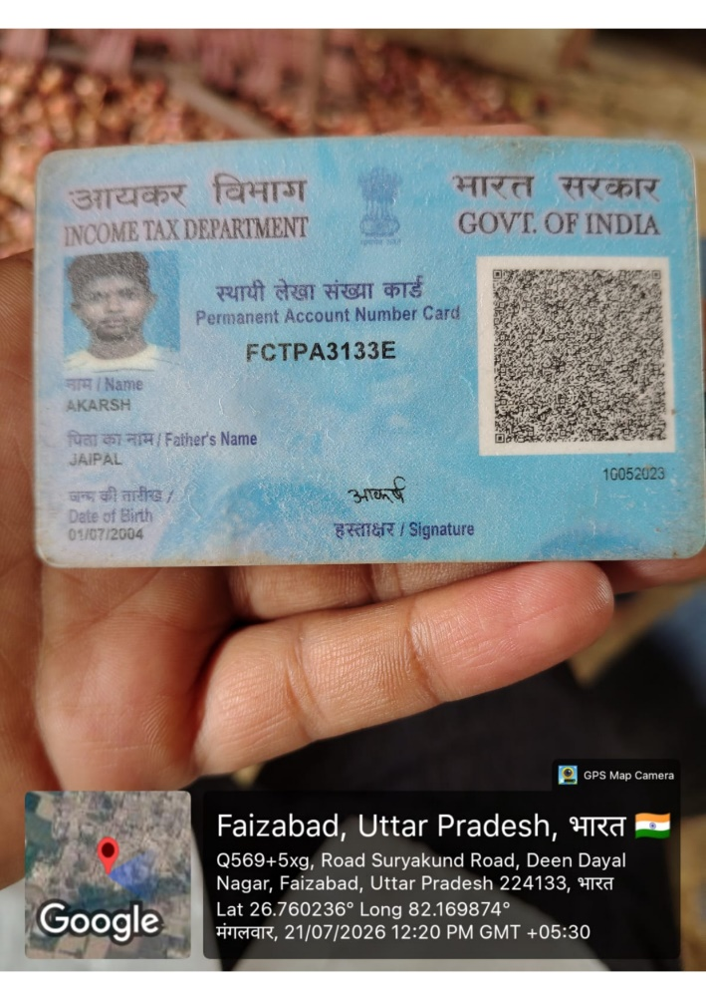 आयकर विभाग
INCOME TAX DEPARTMENT
भारत सरकार
GOVT. OF INDIA
स्थायी लेखा संख्या कार्ड
Permanent Account Number Card
FCTPA3133E
नाम / Name
AKARSH
पिता का नाम / Father's Name
JAIPAL
जन्म की तारीख /
Date of Birth
01/07/2004
आकर्ष
हस्ताक्षर / Signature
10052023
GPS Map Camera
Faizabad, Uttar Pradesh, भारत
Q569+5xg, Road Suryakund Road, Deen Dayal
Nagar, Faizabad, Uttar Pradesh 224133, भारत
Lat 26.760236° Long 82.169874°
मंगलवार, 21/07/2026 12:20 PM GMT +05:30
Google